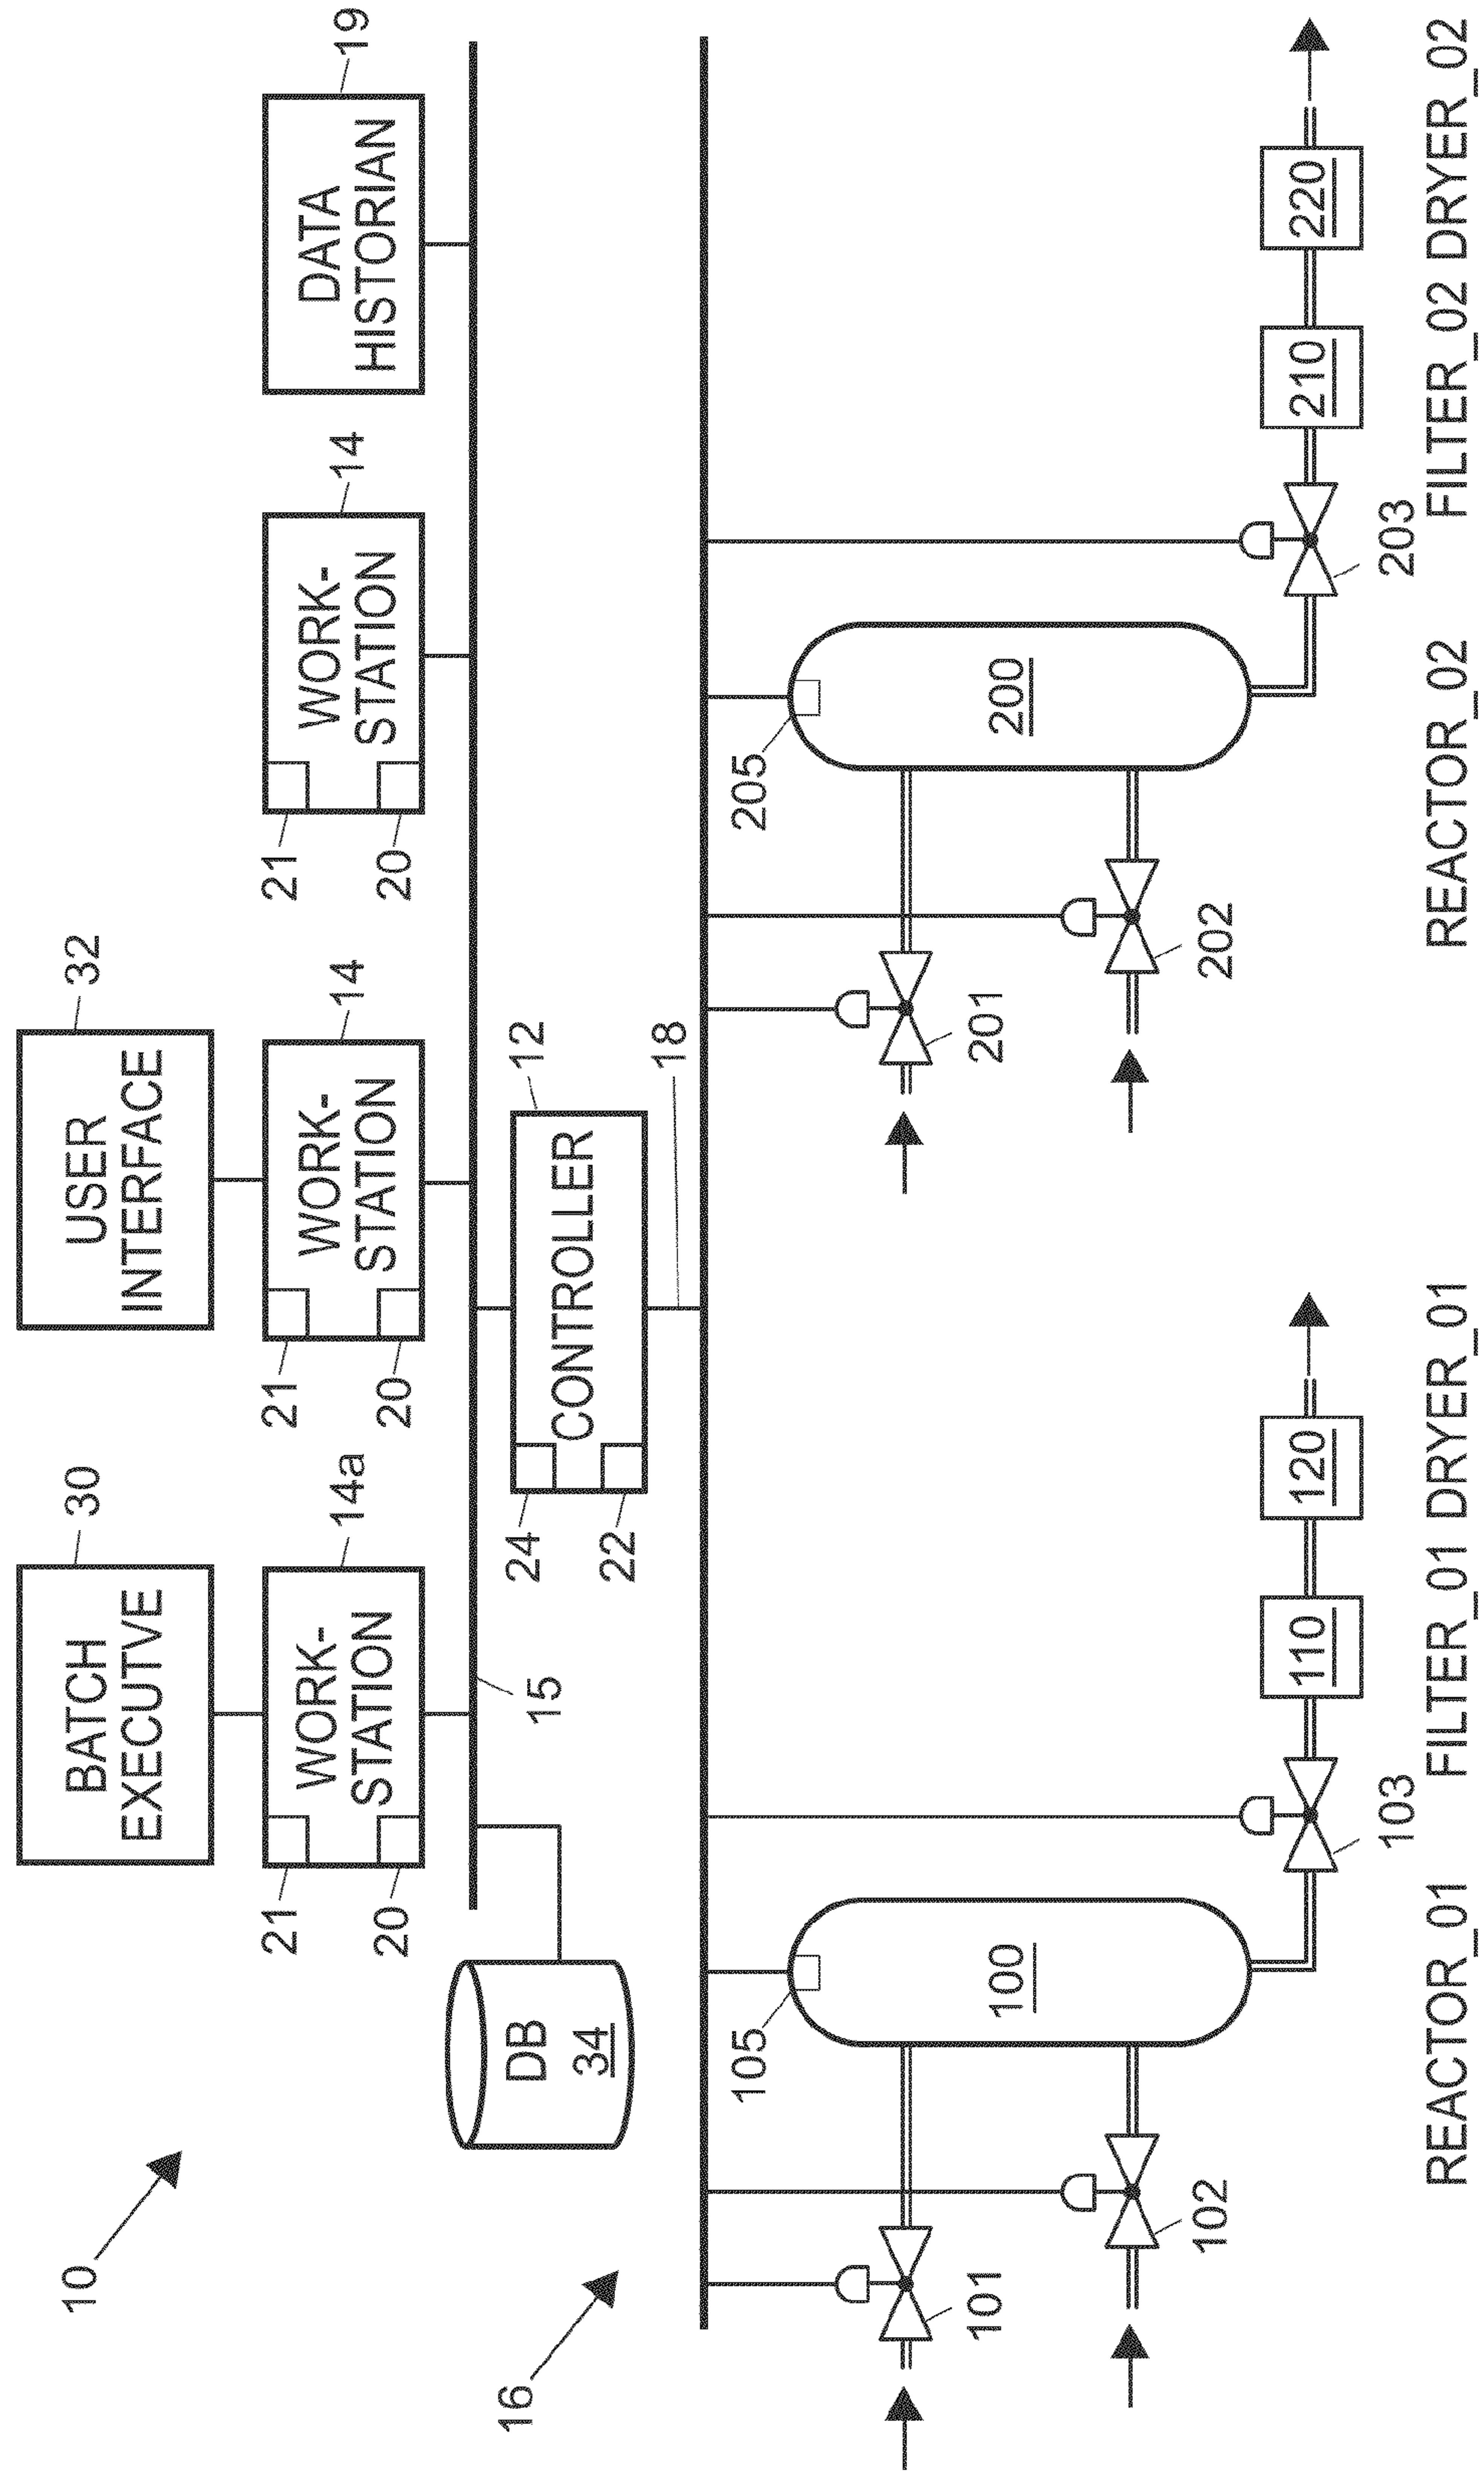 10
BATCH
EXECUTVE
30
USER
INTERFACE
32
21
WORK-
STATION
14a
20
21
WORK-
STATION
14
20
21
WORK-
STATION
14
20
DATA
HISTORIAN
19
15
DB
34
24
CONTROLLER
12
22
18
16
105
205
101
100
201
200
102
202
110
120
210
220
103
203
REACTOR_01 FILTER_01 DRYER_01
REACTOR_02 FILTER_02 DRYER_02